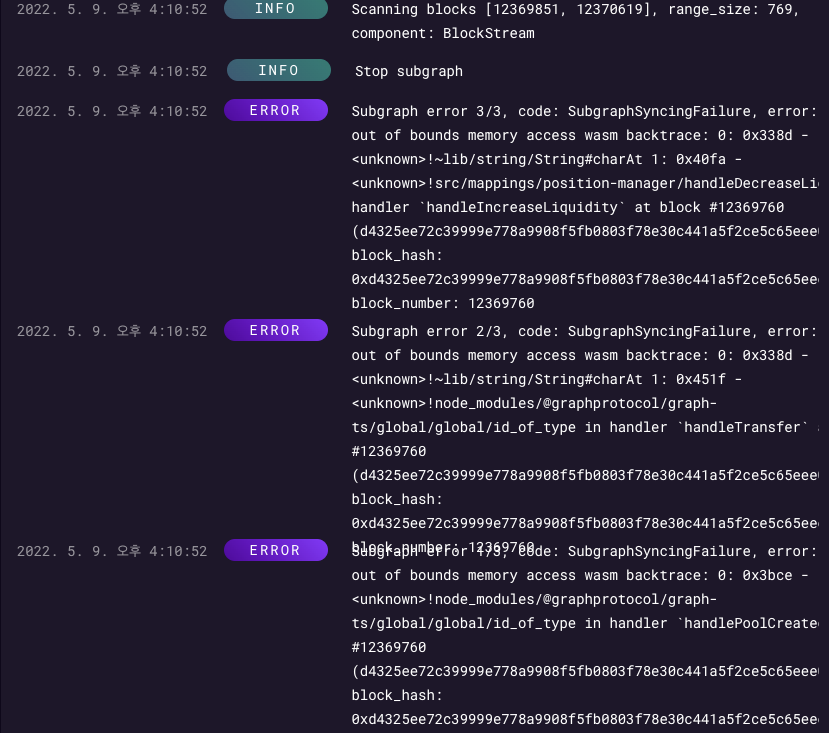 2022. 5. 9. 오후 4:10:52 INFO Scanning blocks [12369851, 12370619], range_size: 769,
component: BlockStream
2022. 5. 9. 오후 4:10:52 INFO Stop subgraph
2022. 5. 9. 오후 4:10:52 ERROR Subgraph error 3/3, code: SubgraphSyncingFailure, error:
out of bounds memory access wasm backtrace: 0: 0x338d -
<unknown>!~lib/string/String#charAt 1: 0x40fa -
<unknown>!src/mappings/position-manager/handleDecreaseLi
handler `handleIncreaseLiquidity` at block #12369760
(d4325ee72c39999e778a9908f5fb0803f78e30c441a5f2ce5c65eee
block_hash:
0xd4325ee72c39999e778a9908f5fb0803f78e30c441a5f2ce5c65ee
block_number: 12369760
2022. 5. 9. 오후 4:10:52 ERROR Subgraph error 2/3, code: SubgraphSyncingFailure, error:
out of bounds memory access wasm backtrace: 0: 0x338d -
<unknown>!~lib/string/String#charAt 1: 0x451f -
<unknown>!node_modules/@graphprotocol/graph-
ts/global/global/id_of_type in handler `handleTransfer`
#12369760
(d4325ee72c39999e778a9908f5fb0803f78e30c441a5f2ce5c65eee
block_hash:
0xd4325ee72c39999e778a9908f5fb0803f78e30c441a5f2ce5c65ee
block_number: 12369760
2022. 5. 9. 오후 4:10:52 ERROR Subgraph error 1/3, code: SubgraphSyncingFailure, error:
out of bounds memory access wasm backtrace: 0: 0x3bce -
<unknown>!node_modules/@graphprotocol/graph-
ts/global/global/id_of_type in handler `handlePoolCreate
#12369760
(d4325ee72c39999e778a9908f5fb0803f78e30c441a5f2ce5c65eee
block_hash:
0xd4325ee72c39999e778a9908f5fb0803f78e30c441a5f2ce5c65ee